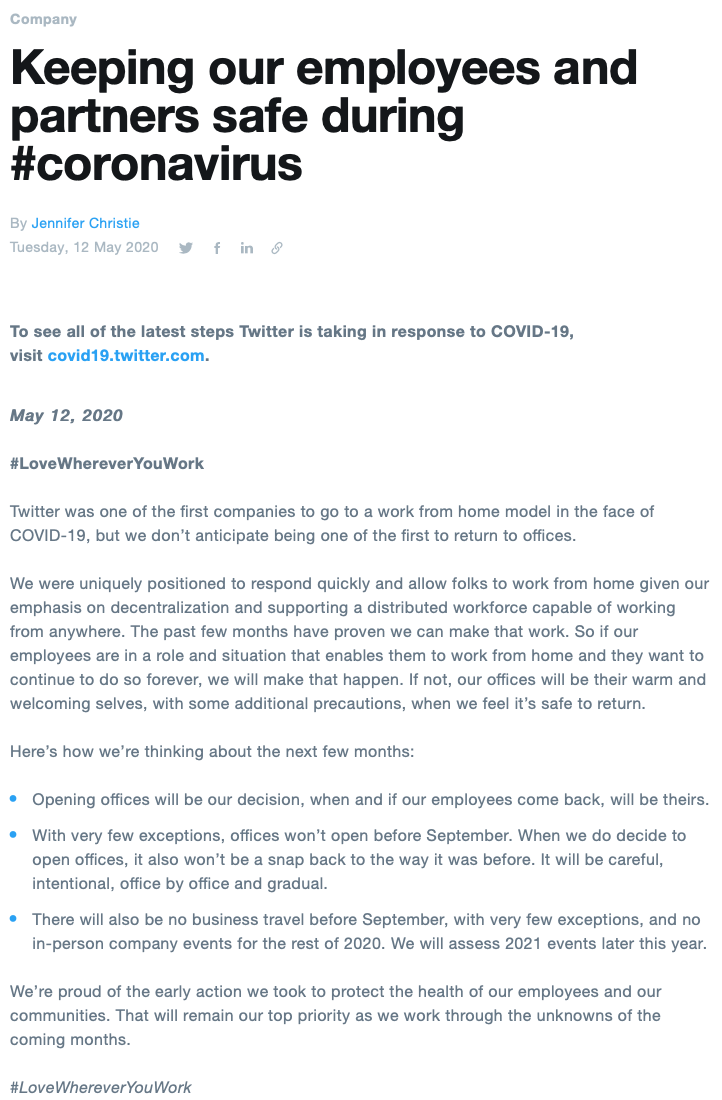 Company
Keeping our employees and
partners safe during
#coronavirus
By Jennifer Christie
Tuesday, 12 May 2020
To see all of the latest steps Twitter is taking in response to COVID-19,
visit covid19.twitter.com.
May 12, 2020
#LoveWhereverYouWork
Twitter was one of the first companies to go to a work from home model in the face of
COVID-19, but we don’t anticipate being one of the first to return to offices.
We were uniquely positioned to respond quickly and allow folks to work from home given our
emphasis on decentralization and supporting a distributed workforce capable of working
from anywhere. The past few months have proven we can make that work. So if our
employees are in a role and situation that enables them to work from home and they want to
continue to do so forever, we will make that happen. If not, our offices will be their warm and
welcoming selves, with some additional precautions, when we feel it’s safe to return.
Here’s how we’re thinking about the next few months:
Opening offices will be our decision, when and if our employees come back, will be theirs.
With very few exceptions, offices won’t open before September. When we do decide to
open offices, it also won’t be a snap back to the way it was before. It will be careful,
intentional, office by office and gradual.
There will also be no business travel before September, with very few exceptions, and no
in-person company events for the rest of 2020. We will assess 2021 events later this year.
We’re proud of the early action we took to protect the health of our employees and our
communities. That will remain our top priority as we work through the unknowns of the
coming months.
#LoveWhereverYouWork